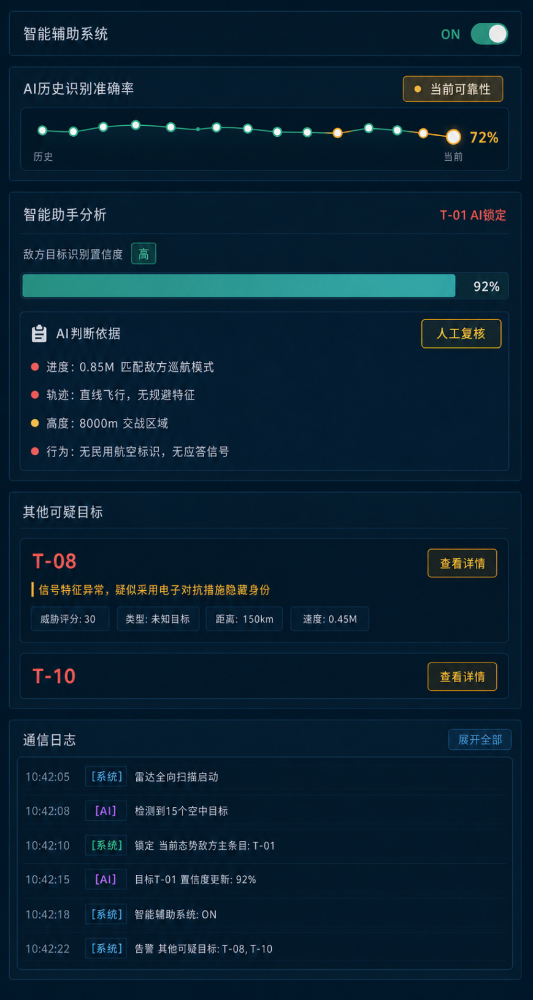 智能辅助系统 ON
AI历史识别准确率 当前可靠性
72%
历史 当前
智能助手分析 T-01 AI锁定
敌方目标识别置信度 高
92%
AI判断依据 人工复核
进度：0.85M 匹配敌方巡航模式
轨迹：直线飞行，无规避特征
高度：8000m 交战区域
行为：无民用航空标识，无应答信号
其他可疑目标
T-08 查看详情
信号特征异常，疑似采用电子对抗措施隐藏身份
威胁评分: 30 类型: 未知目标 距离: 150km 速度: 0.45M
T-10 查看详情
通信日志 展开全部
10:42:05 [系统] 雷达全向扫描启动
10:42:08 [AI] 检测到15个空中目标
10:42:10 [系统] 锁定 当前态势敌方主条目: T-01
10:42:15 [AI] 目标T-01 置信度更新: 92%
10:42:18 [系统] 智能辅助系统: ON
10:42:22 [系统] 告警 其他可疑目标: T-08, T-10